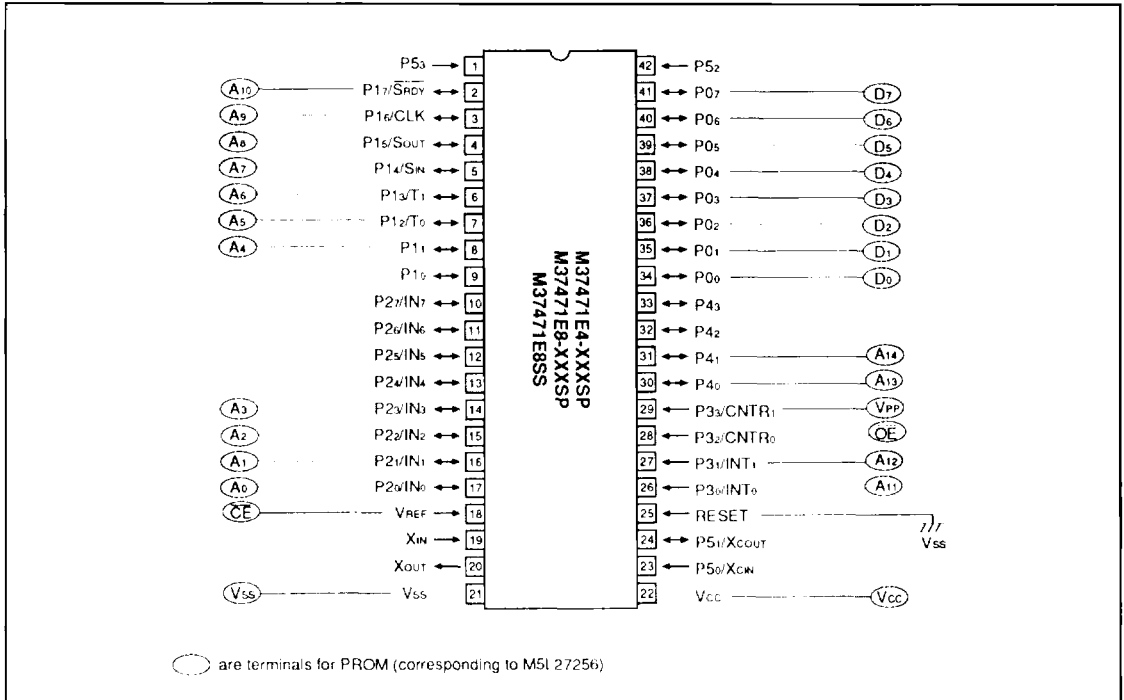 P5₃ 1 42 P5₂
A₁₀ P1₇/S̅R̅D̅Y̅ 2 41 P0₇ D₇
A₉ P1₆/CLK 3 40 P0₆ D₆
A₈ P1₅/SOUT 4 39 P0₅ D₅
A₇ P1₄/SIN 5 38 P0₄ D₄
A₆ P1₃/T₁ 6 37 P0₃ D₃
A₅ P1₂/T₀ 7 36 P0₂ D₂
A₄ P1₁ 8 35 P0₁ D₁
P1₀ 9 34 P0₀ D₀
P2₇/IN₇ 10 33 P4₃
P2₆/IN₆ 11 32 P4₂
P2₅/IN₅ 12 31 P4₁ A₁₄
P2₄/IN₄ 13 30 P4₀ A₁₃
A₃ P2₃/IN₃ 14 29 P3₃/CNTR₁ VPP
A₂ P2₂/IN₂ 15 28 P3₂/CNTR₀ O̅E̅
A₁ P2₁/IN₁ 16 27 P3₁/INT₁ A₁₂
A₀ P2₀/IN₀ 17 26 P3₀/INT₀ A₁₁
C̅E̅ VREF 18 25 RESET
XIN 19 24 P5₁/XCOUT Vss
XOUT 20 23 P5₀/XCIN
Vss Vss 21 22 Vcc Vcc
M37471E4-XXXSP
M37471E8-XXXSP
M37471E8SS
are terminals for PROM (corresponding to M5L 27256)